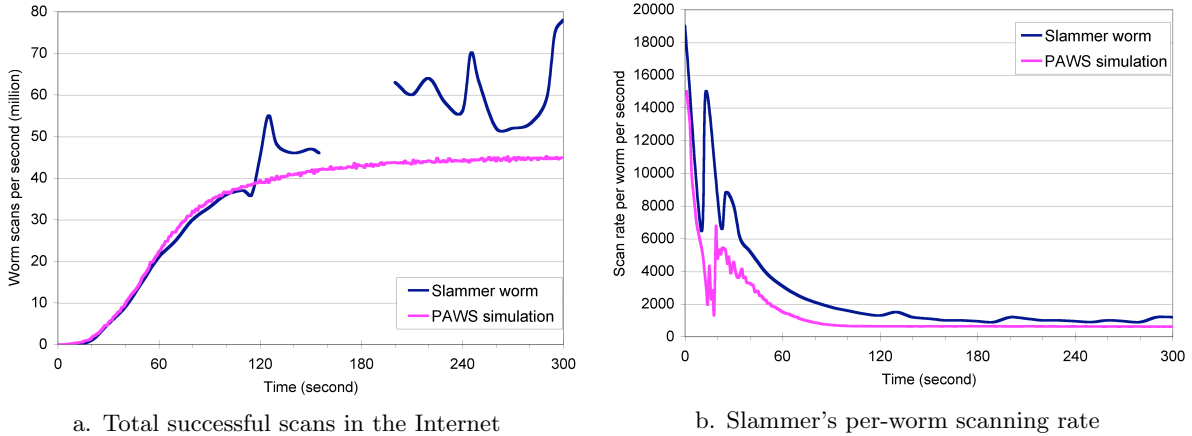 80
70
60
50
40
30
20
10
0
Worm scans per second (million)
Slammer worm
PAWS simulation
0 60 120 180 240 300
Time (second)
a. Total successful scans in the Internet
20000
18000
16000
14000
12000
10000
8000
6000
4000
2000
0
Scan rate per worm per second
Slammer worm
PAWS simulation
0 60 120 180 240 300
Time (second)
b. Slammer's per-worm scanning rate